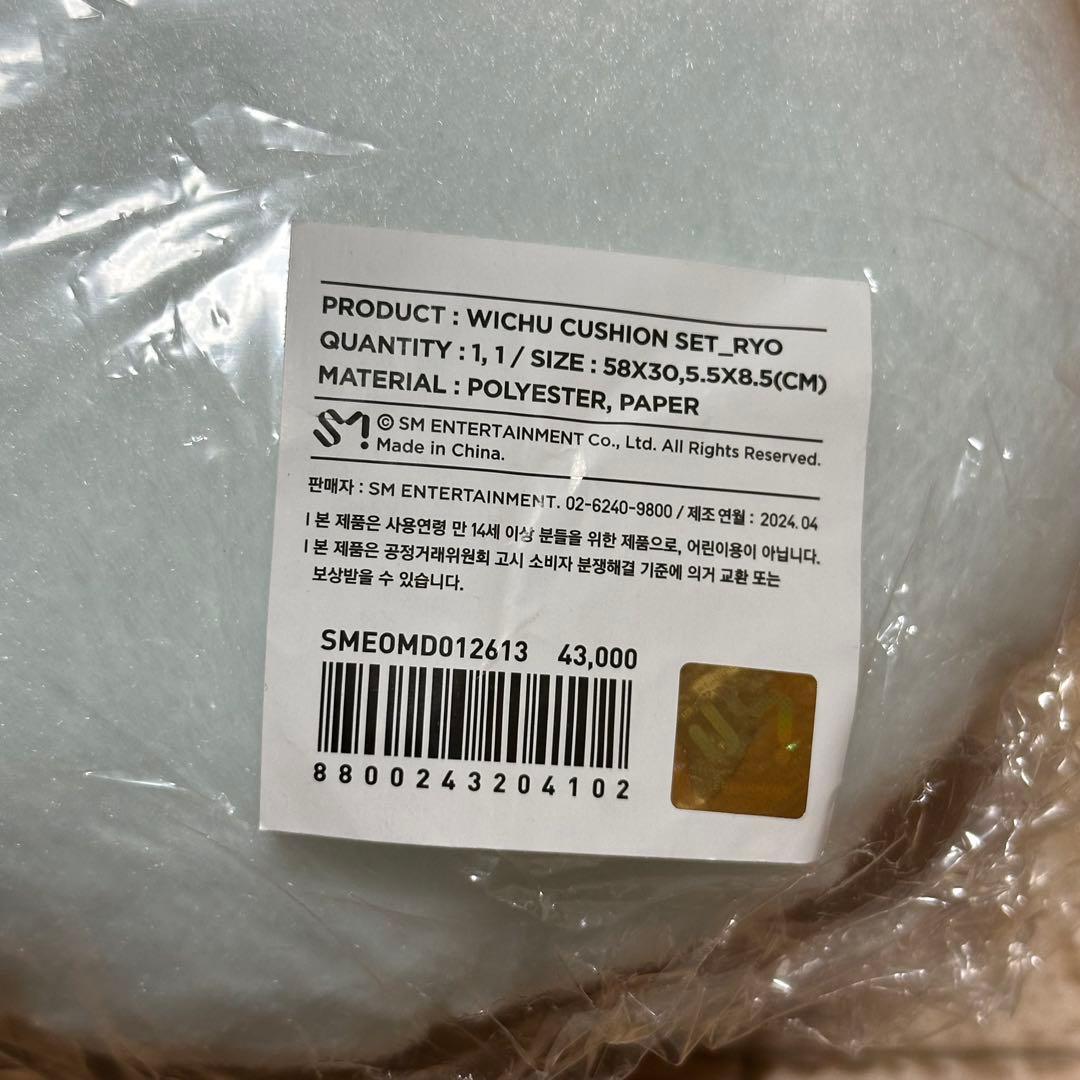 PRODUCT : WICHU CUSHION SET_RYO
QUANTITY : 1, 1 / SIZE : 58X30,5.5X8.5(CM)
MATERIAL : POLYESTER, PAPER
SM © SM ENTERTAINMENT Co., Ltd. All Rights Reserved.
Made in China.
판매자 : SM ENTERTAINMENT. 02-6240-9800 / 제조연월 : 2024.04
l 본 제품은 사용연령 만 14세 이상 분들을 위한 제품으로, 어린이용이 아닙니다.
l 본 제품은 공정거래위원회 고시 소비자 분쟁해결 기준에 의거 교환 또는
보상받을 수 있습니다.
SMEOMD012613 43,000
8800243204102
SM